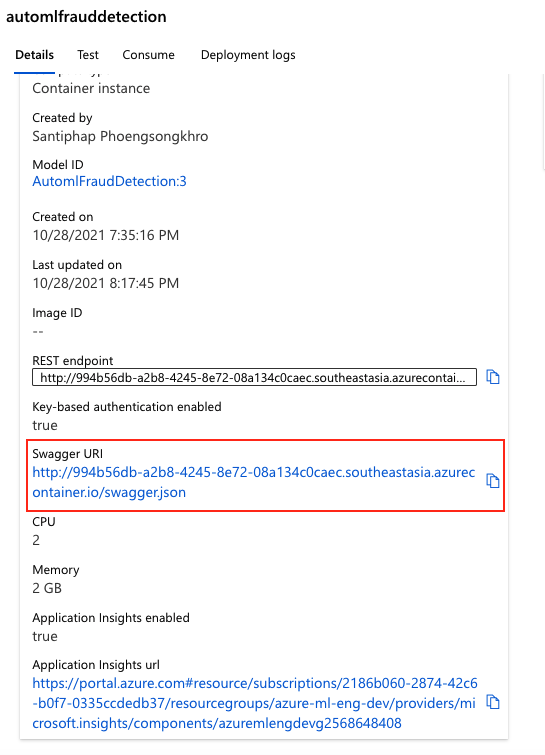 automlfrauddetection
Details Test Consume Deployment logs
Container instance
Created by
Santiphap Phoengsongkhro
Model ID
AutomlFraudDetection:3
Created on
10/28/2021 7:35:16 PM
Last updated on
10/28/2021 8:17:45 PM
Image ID
--
REST endpoint
http://994b56db-a2b8-4245-8e72-08a134c0caec.southeastasia.azurecontai...
Key-based authentication enabled
true
Swagger URI
http://994b56db-a2b8-4245-8e72-08a134c0caec.southeastasia.azurec
ontainer.io/swagger.json
CPU
2
Memory
2 GB
Application Insights enabled
true
Application Insights url
https://portal.azure.com#resource/subscriptions/2186b060-2874-42c6
-b0f7-0335ccdedb37/resourcegroups/azure-ml-eng-dev/providers/mi
crosoft.insights/components/azuremlengdevg2568648408